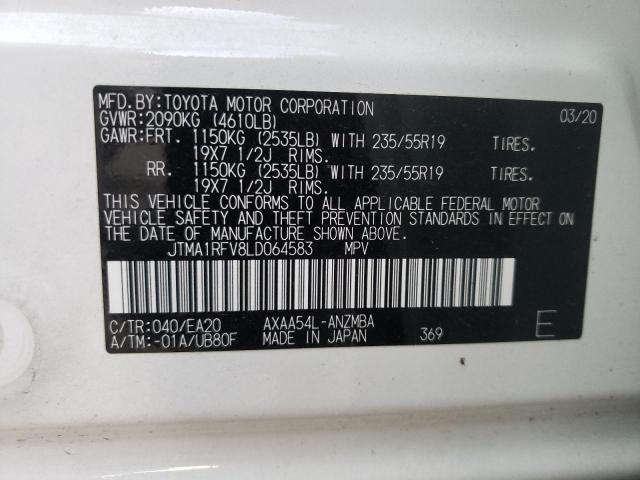 MFD.BY:TOYOTA MOTOR CORPORATION 03/20
GVWR:2090KG (4610LB)
GAWR:FRT. 1150KG (2535LB) WITH 235/55R19 TIRES.
19X7 1/2J RIMS.
RR. 1150KG (2535LB) WITH 235/55R19 TIRES.
19X7 1/2J RIMS.
THIS VEHICLE CONFORMS TO ALL APPLICABLE FEDERAL MOTOR
VEHICLE SAFETY AND THEFT PREVENTION STANDARDS IN EFFECT ON
THE DATE OF MANUFACTURE SHOWN ABOVE.
JTMA1RFV8LD064583 MPV
C/TR:040/EA20 AXAA54L-ANZMBA
A/TM:-01A/UB80F MADE IN JAPAN 369 E